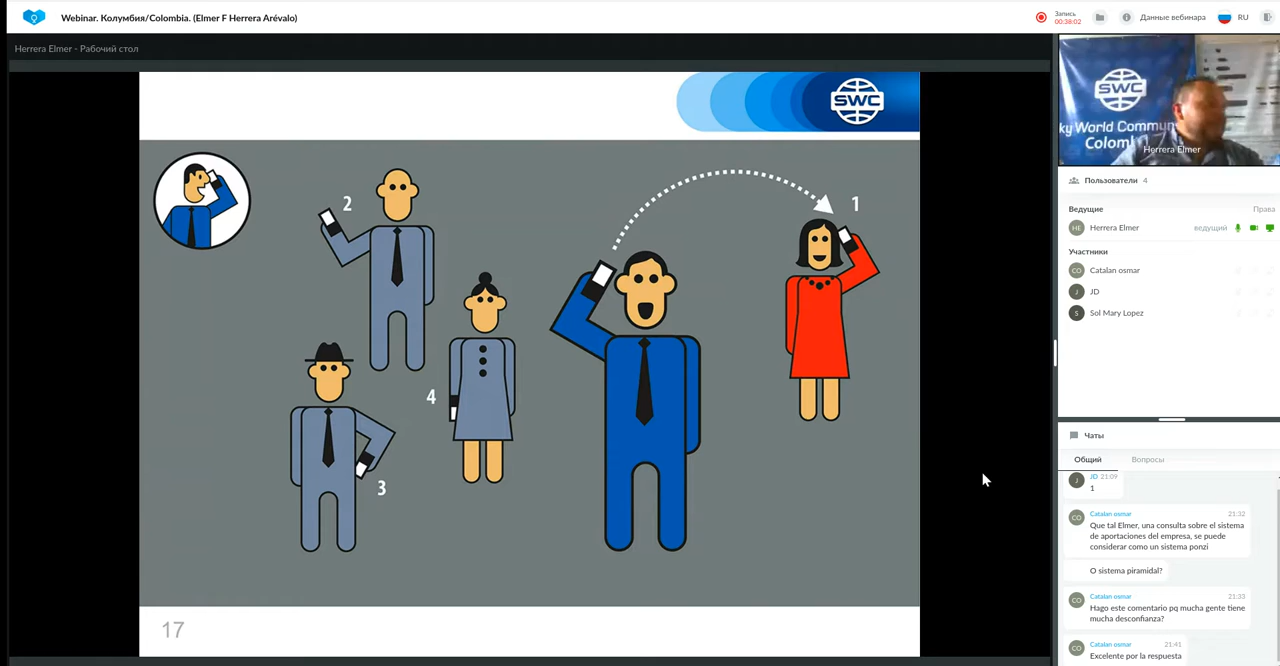 Webinar. Колумбия/Colombia. (Elmer F Herrera Arévalo)
Запись
00:38:02
Данные вебинара
RU
Herrera Elmer - Рабочий стол
SWC
2
1
4
3
17
SWC
ky World Commun
Colom
Herrera Elmer
Пользователи 4
Ведущие
Права
HE
Herrera Elmer
ведущий
Участники
CO
Catalan osmar
J
JD
S
Sol Mary Lopez
Чаты
Общий
Вопросы
J
JD 21:09
1
CO
Catalan osmar 21:32
Que tal Elmer, una consulta sobre el sistema
de aportaciones del empresa, se puede
considerar como un sistema ponzi
O sistema piramidal?
CO
Catalan osmar 21:33
Hago este comentario pq mucha gente tiene
mucha desconfianza?
CO
Catalan osmar 21:41
Excelente por la respuesta